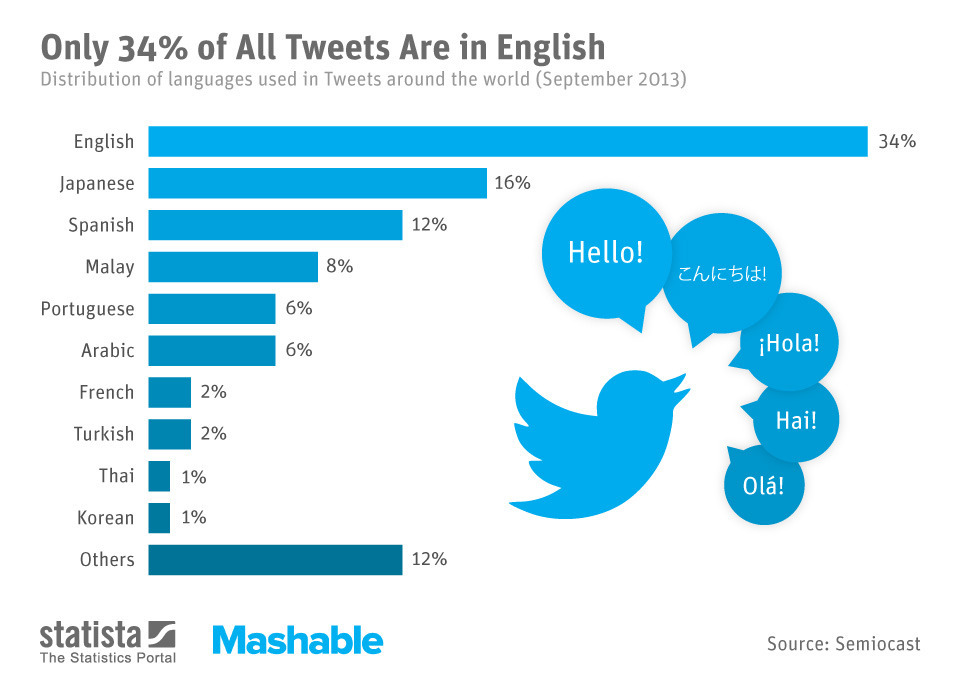 Only 34% of All Tweets Are in English
Distribution of languages used in Tweets around the world (September 2013)
English 34%
Japanese 16%
Spanish 12%
Malay 8%
Portuguese 6%
Arabic 6%
French 2%
Turkish 2%
Thai 1%
Korean 1%
Others 12%
Hello!
こんにちは!
¡Hola!
Hai!
Olá!
statista
The Statistics Portal
Mashable
Source: Semiocast